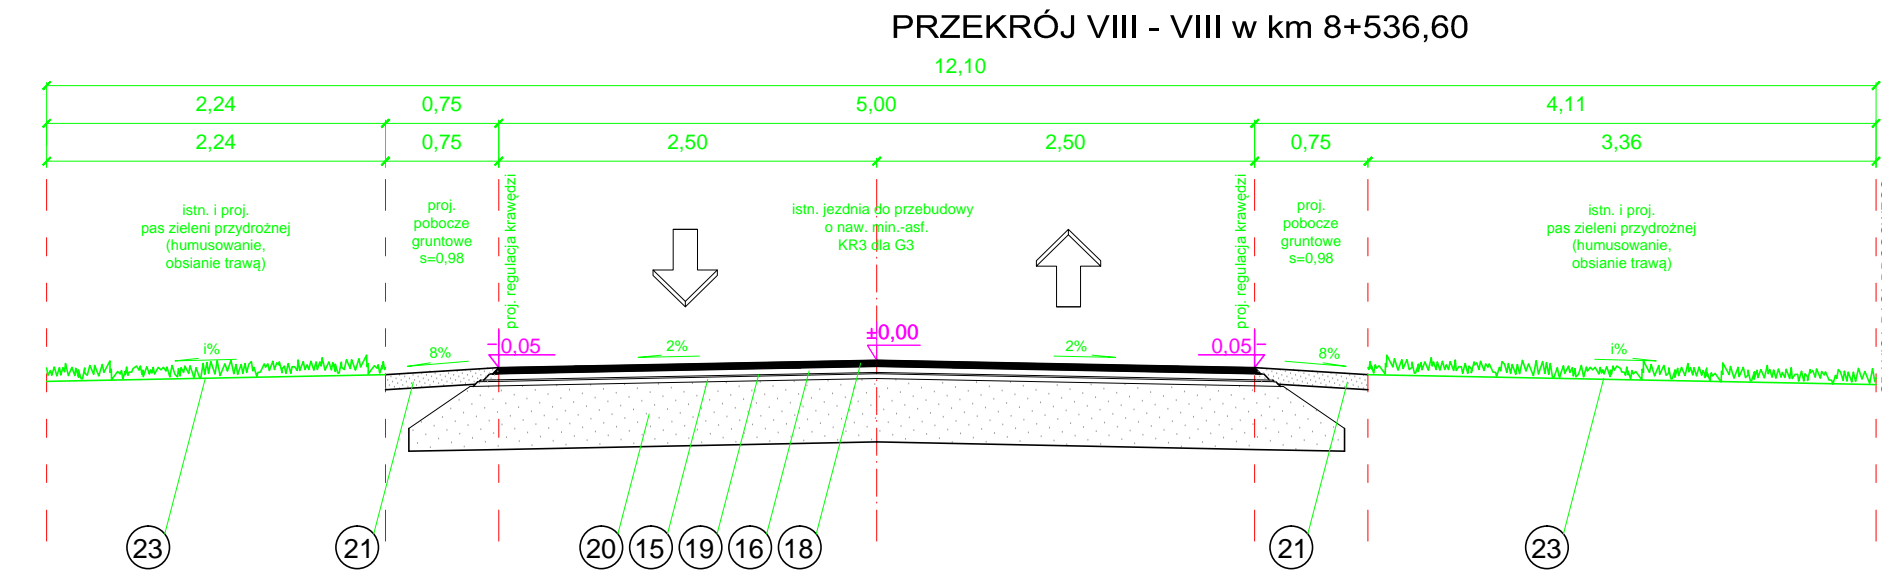 PRZEKRÓJ VIII - VIII w km 8+536,60
12,10
2,24 0,75 5,00 4,11
2,24 0,75 2,50 2,50 0,75 3,36
istn. i proj.
pas zieleni przydrożnej
(humusowanie,
obsianie trawą)
proj.
pobocze
gruntowe
s=0,98
proj. regulacja krawędzi
istn. jezdnia do przebudowy
o naw. min.-asf.
KR3 dla G3
proj. regulacja krawędzi
proj.
pobocze
gruntowe
s=0,98
istn. i proj.
pas zieleni przydrożnej
(humusowanie,
obsianie trawą)
i% 8% -0,05 2% ±0,00 2% 0,05- 8% i%
23 21 20 15 19 16 18 21 23